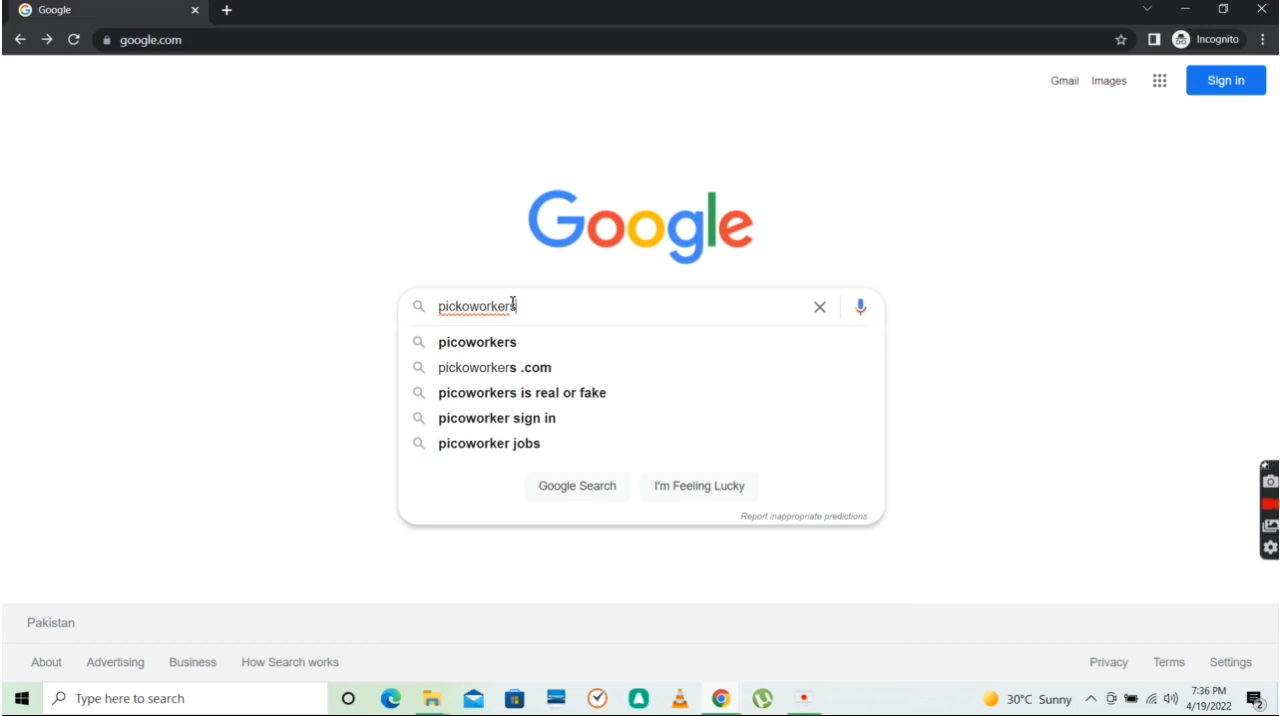 Google
google.com
Incognito
Gmail Images Sign in
Google
pickoworkers
picoworkers
pickoworkers .com
picoworkers is real or fake
picoworker sign in
picoworker jobs
Google Search I'm Feeling Lucky
Report inappropriate predictions
Pakistan
About Advertising Business How Search works Privacy Terms Settings
Type here to search 30°C Sunny 7:36 PM
4/19/2022 2